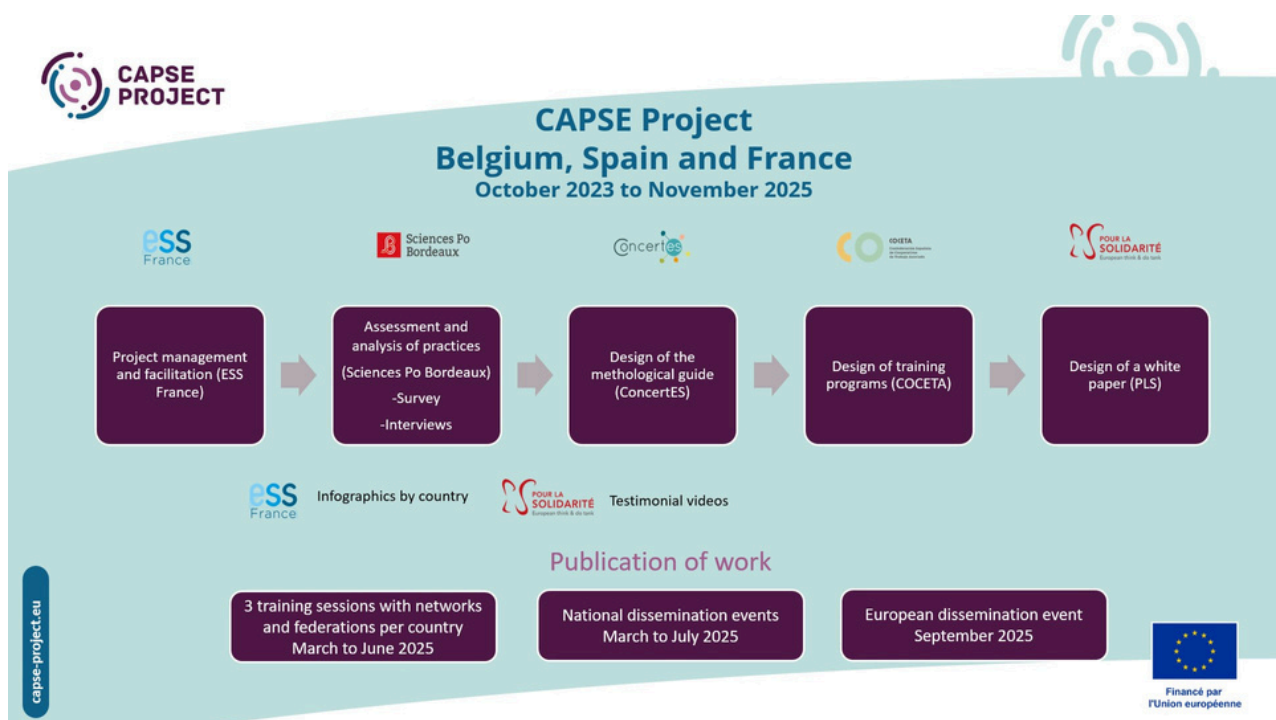 CAPSE
PROJECT
CAPSE Project
Belgium, Spain and France
October 2023 to November 2025
ESS
France
Sciences Po
Bordeaux
ConcertES
COCETA
POUR LA
SOLIDARITÉ
European think & do tank
Project management
and facilitation (ESS
France)
Assessment and
analysis of practices
(Sciences Po Bordeaux)
-Survey
-Interviews
Design of the
methological guide
(ConcertES)
Design of training
programs (COCETA)
Design of a white
paper (PLS)
ESS
France
Infographics by country
POUR LA
SOLIDARITÉ
European think & do tank
Testimonial videos
Publication of work
3 training sessions with networks
and federations per country
March to June 2025
National dissemination events
March to July 2025
European dissemination event
September 2025
capse-project.eu
Financé par
l'Union européenne